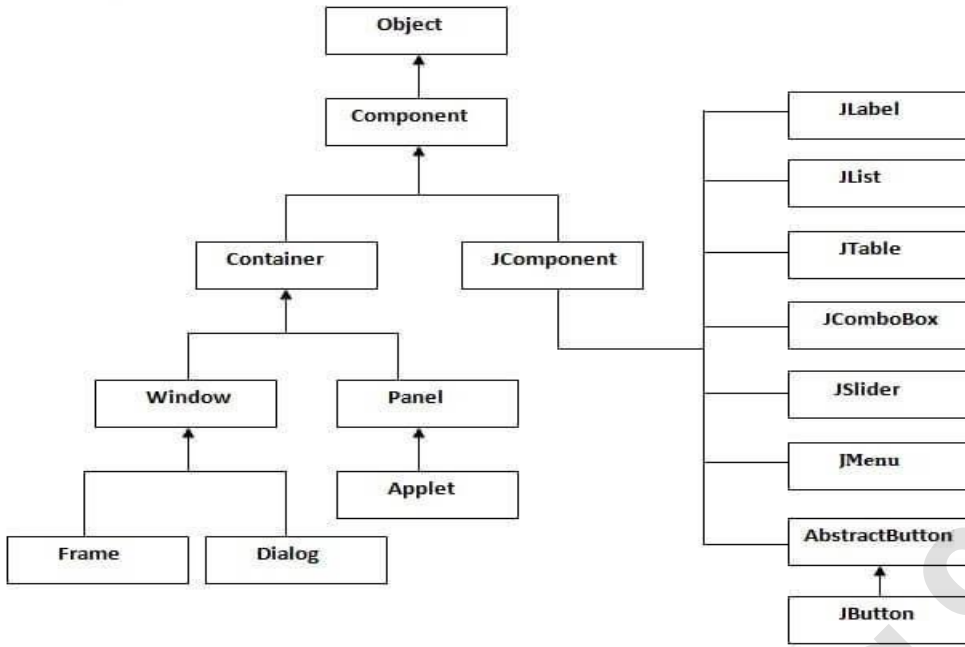 Object
Component
Container
JComponent
Window
Panel
Applet
Frame
Dialog
JLabel
JList
JTable
JComboBox
JSlider
JMenu
AbstractButton
JButton